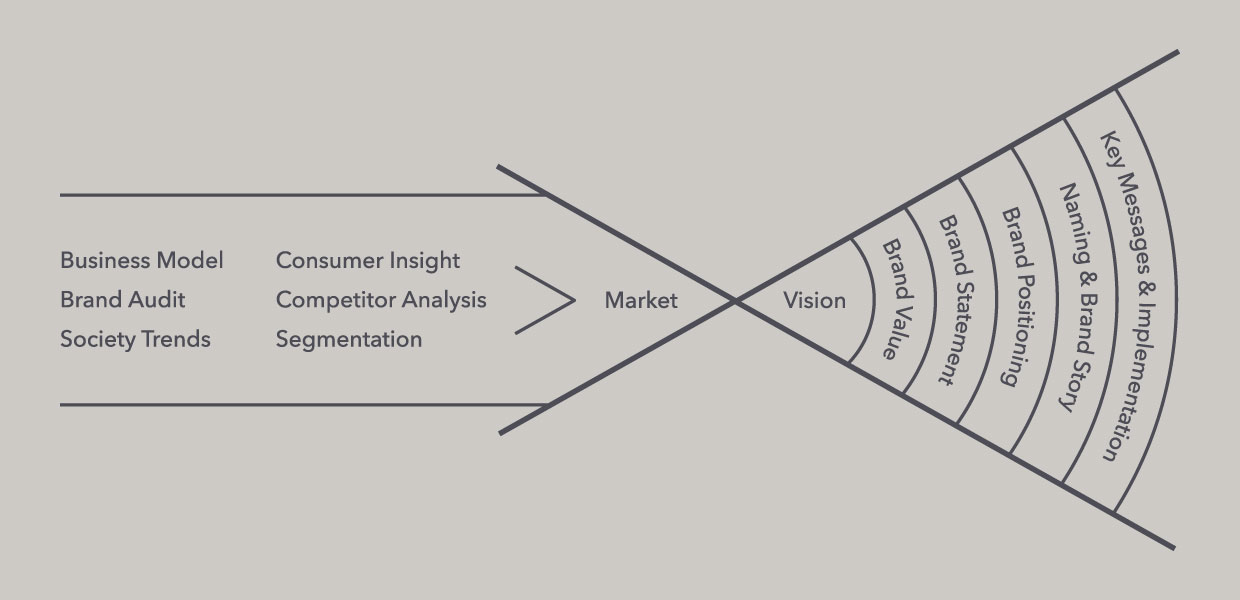 Business Model
Brand Audit
Society Trends
Consumer Insight
Competitor Analysis
Segmentation
Market
Vision
Brand Value
Brand Statement
Brand Positioning
Naming & Brand Story
Key Messages & Implementation